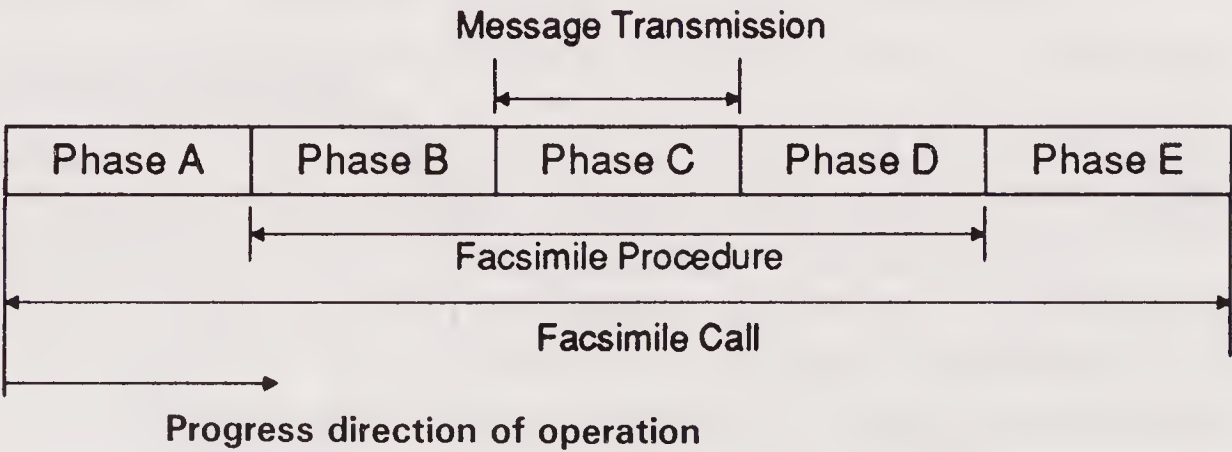 Message Transmission
Phase A Phase B Phase C Phase D Phase E
Facsimile Procedure
Facsimile Call
Progress direction of operation